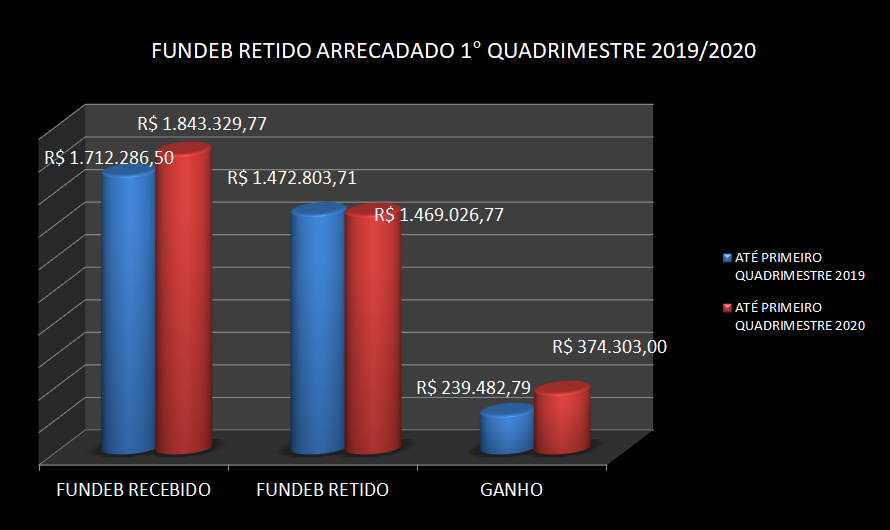 FUNDEB RETIDO ARRECADADO 1º QUADRIMESTRE 2019/2020
R$ 1.843.329,77
R$ 1.712.286,50
R$ 1.472.803,71
R$ 1.469.026,77
R$ 374.303,00
R$ 239.482,79
FUNDEB RECEBIDO
FUNDEB RETIDO
GANHO
ATÉ PRIMEIRO
QUADRIMESTRE 2019
ATÉ PRIMEIRO
QUADRIMESTRE 2020